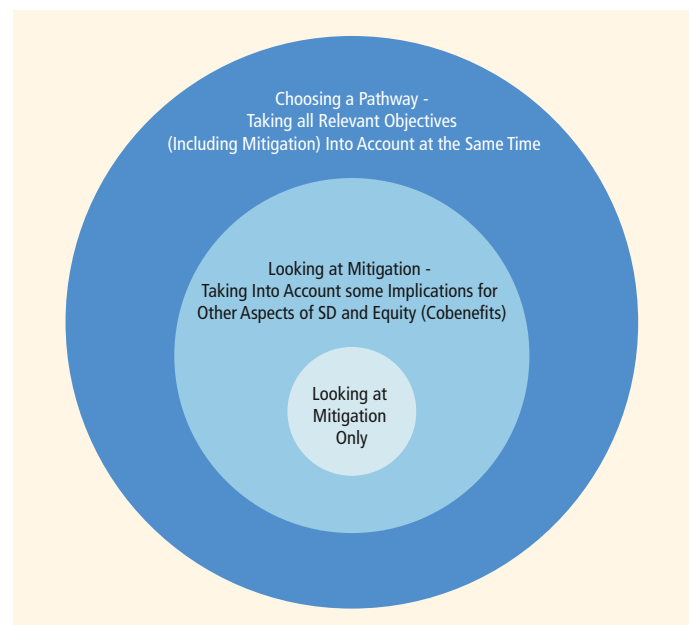 Choosing a Pathway -
Taking all Relevant Objectives
(Including Mitigation) Into Account at the Same Time
Looking at Mitigation -
Taking Into Account some Implications for
Other Aspects of SD and Equity (Cobenefits)
Looking at
Mitigation
Only